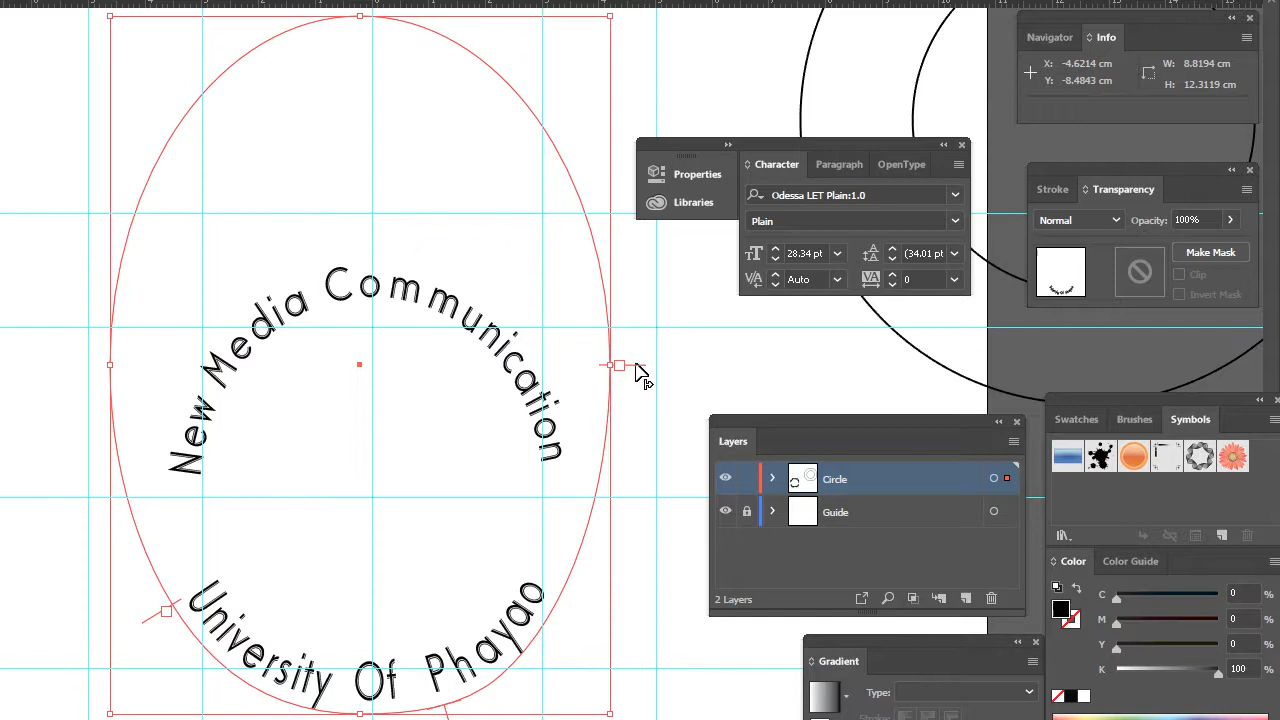 Navigator
Info
X: -4.6214 cm
Y: -8.4843 cm
W: 8.8194 cm
H: 12.3119 cm
Properties
Libraries
Character
Paragraph
OpenType
Odessa LET Plain:1.0
Plain
28.34 pt
(34.01 pt
Auto
0
Stroke
Transparency
Normal
Opacity: 100%
Make Mask
Clip
Invert Mask
New Media Communication
University Of Phayao
Layers
Circle
Guide
2 Layers
Swatches
Brushes
Symbols
Color
Color Guide
C 0 %
M 0 %
Y 0 %
K 100 %
Gradient
Type: